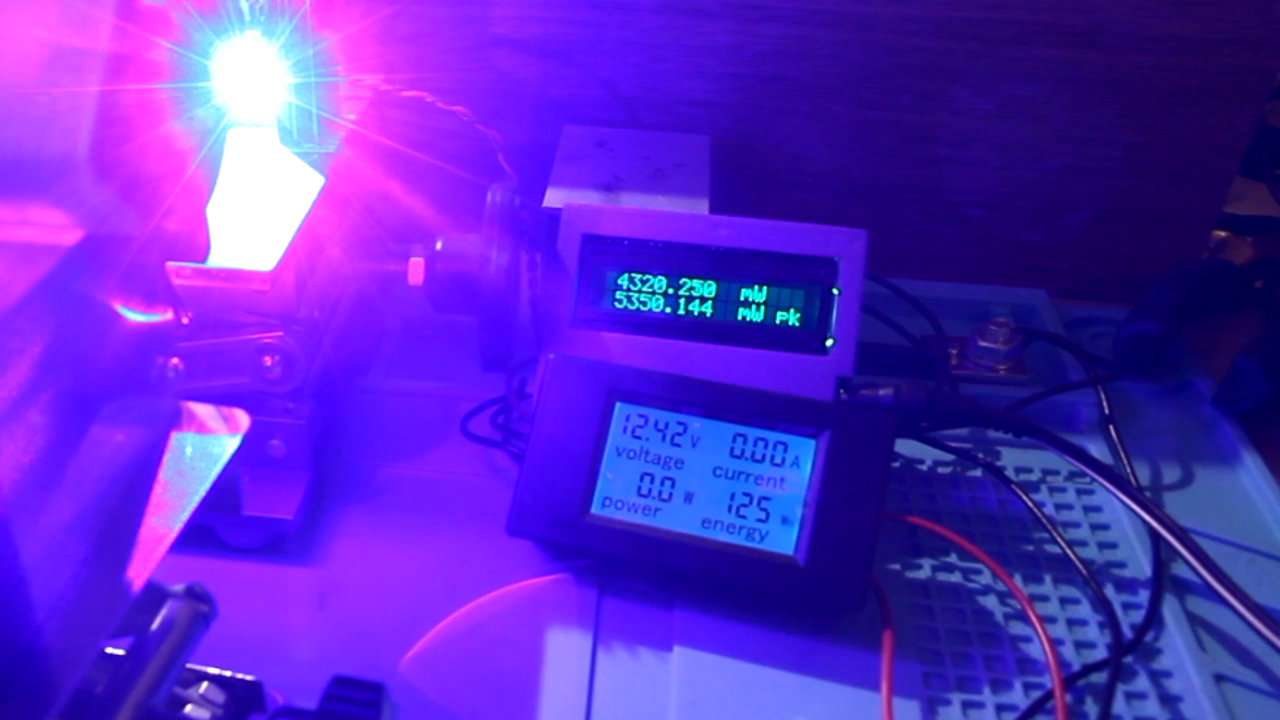 4320.250 mW
5350.144 mW pk
12.42 V 0.00 A
voltage current
0.0 W 125
power energy